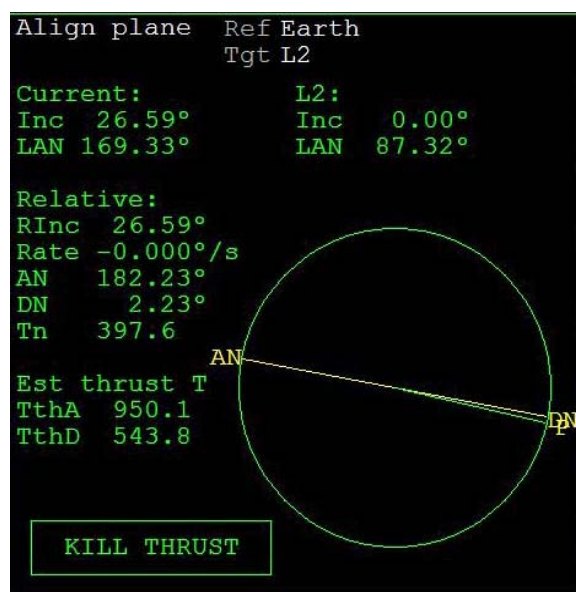 Align plane Ref Earth
Tgt L2
Current: L2:
Inc 26.59° Inc 0.00°
LAN 169.33° LAN 87.32°
Relative:
RInc 26.59°
Rate -0.000°/s
AN 182.23°
DN 2.23°
Tn 397.6
AN
Est thrust T
TthA 950.1
DN
P
TthD 543.8
KILL THRUST